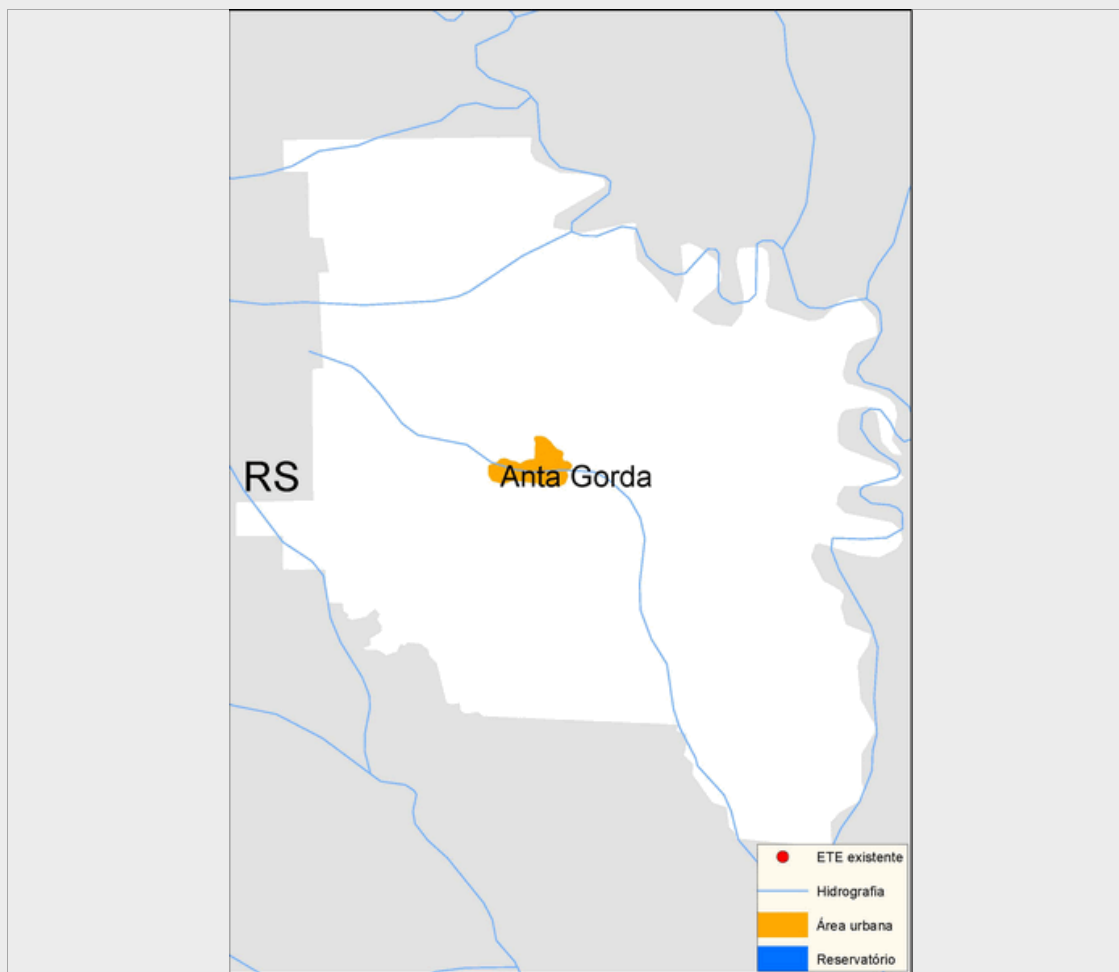 RS
Anta Gorda
ETE existente
Hidrografia
Área urbana
Reservatório